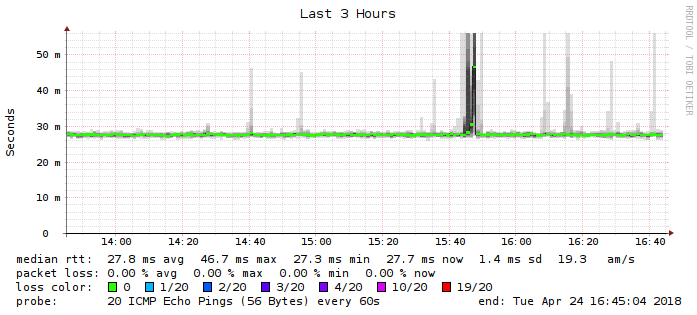 Last 3 Hours
RRDTOOL / TOBI OETIKER
Seconds
50 m
40 m
30 m
20 m
10 m
0
14:00 14:20 14:40 15:00 15:20 15:40 16:00 16:20 16:40
median rtt: 27.8 ms avg 46.7 ms max 27.3 ms min 27.7 ms now 1.4 ms sd 19.3 am/s
packet loss: 0.00 % avg 0.00 % max 0.00 % min 0.00 % now
loss color: 0 1/20 2/20 3/20 4/20 10/20 19/20
probe: 20 ICMP Echo Pings (56 Bytes) every 60s end: Tue Apr 24 16:45:04 2018